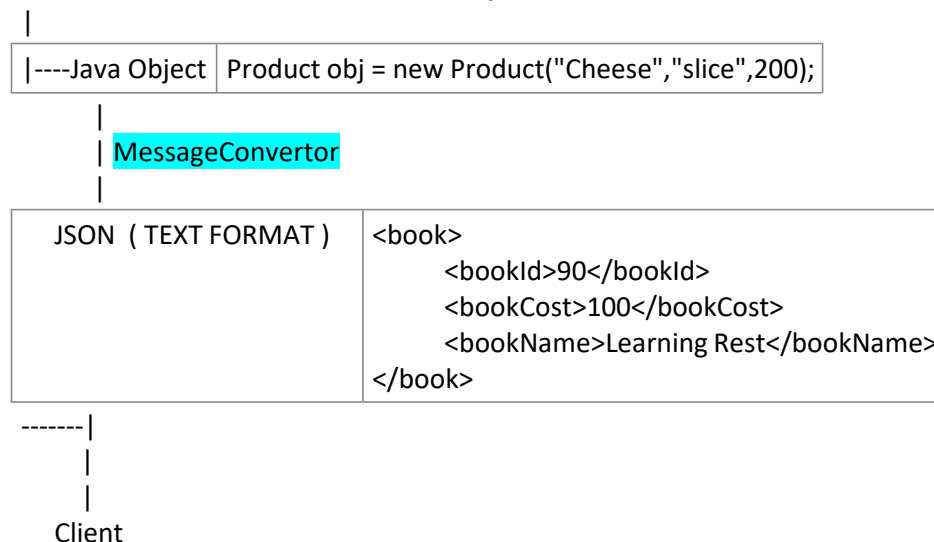 |
|----Java Object Product obj = new Product("Cheese","slice",200);
|
| MessageConvertor
|
JSON ( TEXT FORMAT ) <book>
<bookId>90</bookId>
<bookCost>100</bookCost>
<bookName>Learning Rest</bookName>
</book>
-------|
|
|
Client